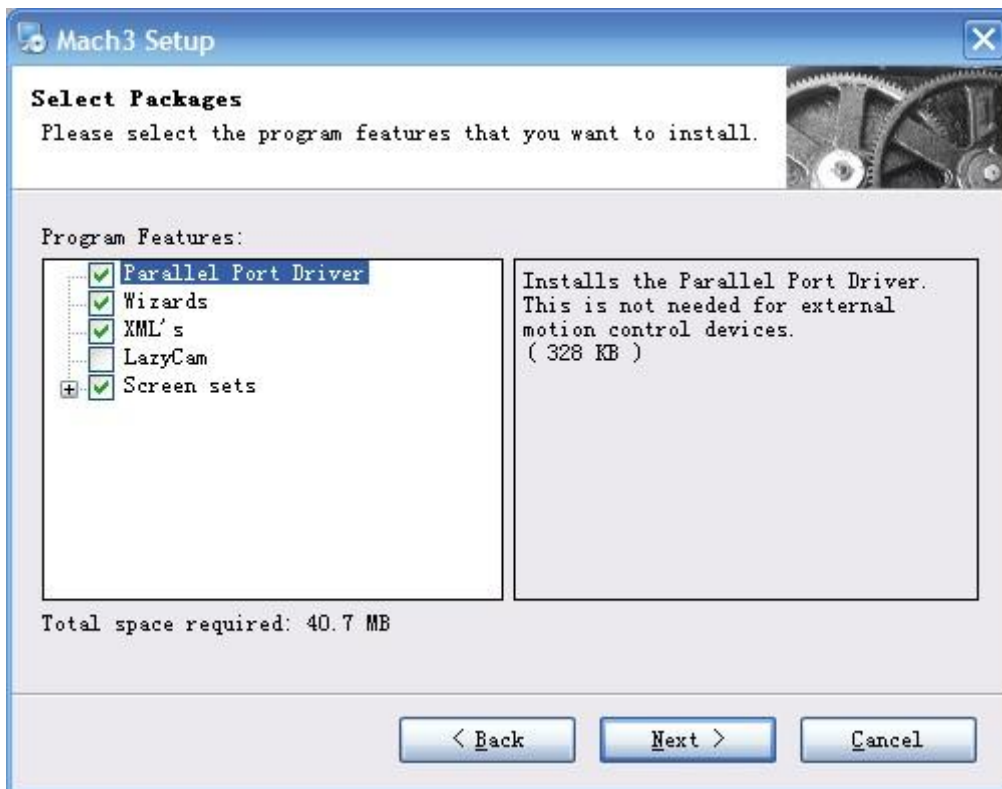 Mach3 Setup
Select Packages
Please select the program features that you want to install.
Program Features:
Parallel Port Driver
Wizards
XML's
LazyCam
Screen sets
Installs the Parallel Port Driver.
This is not needed for external
motion control devices.
( 328 KB )
Total space required: 40.7 MB
< Back
Next >
Cancel